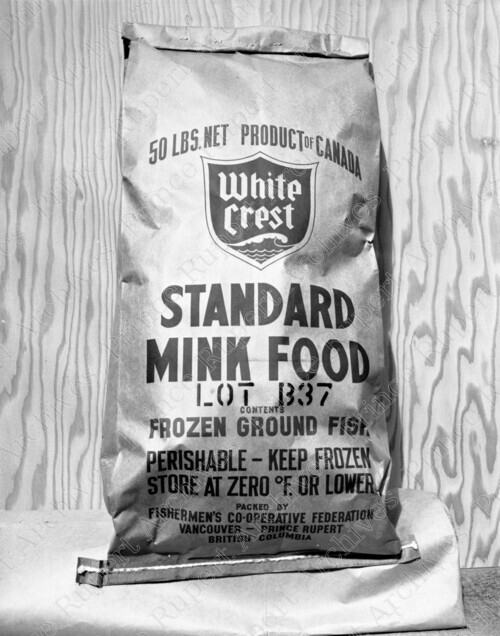 50 LBS. NET PRODUCT OF CANADA
White
Crest
STANDARD
MINK FOOD
LOT B37
CONTENTS
FROZEN GROUND FISH
PERISHABLE – KEEP FROZEN
STORE AT ZERO °F. OR LOWER
PACKED BY
FISHERMEN'S CO-OPERATIVE FEDERATION
VANCOUVER – PRINCE RUPERT
BRITISH COLUMBIA